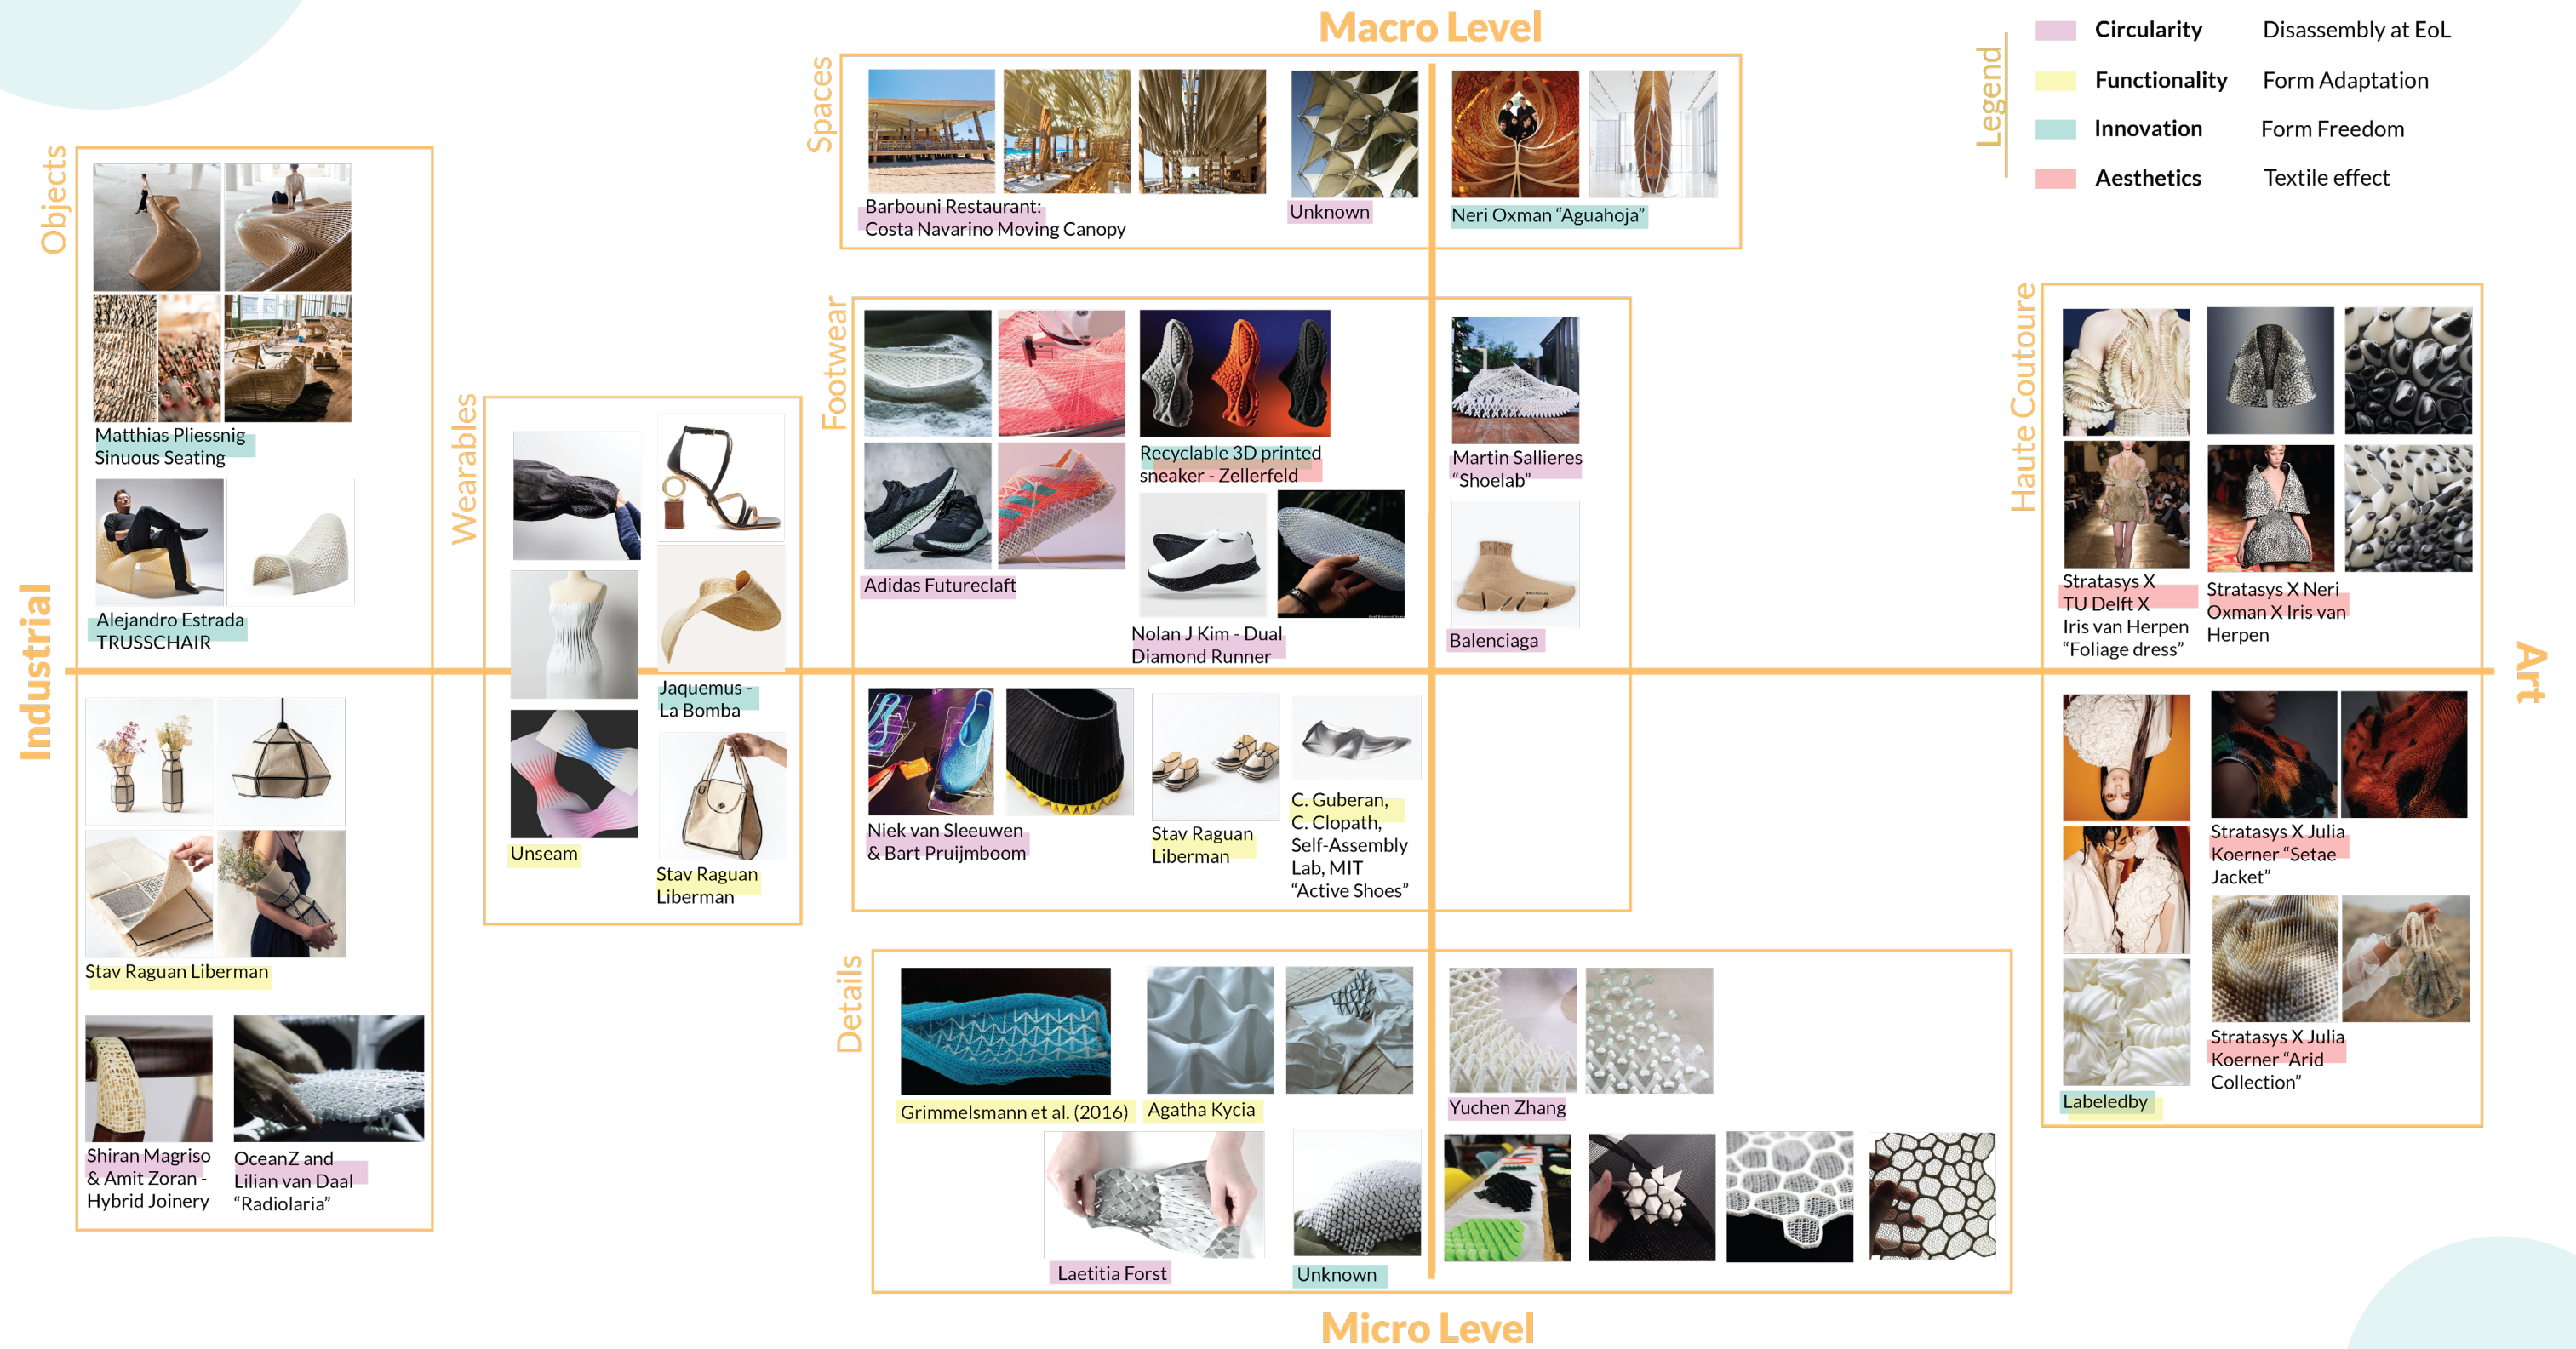 Macro Level
Legend
Circularity Disassembly at EoL
Functionality Form Adaptation
Innovation Form Freedom
Aesthetics Textile effect
Spaces
Barbouni Restaurant:
Costa Navarino Moving Canopy
Unknown
Neri Oxman “Aguahoja”
Objects
Matthias Pliessnig
Sinuous Seating
Alejandro Estrada
TRUSSCHAIR
Stav Raguan Liberman
Shiran Magriso
& Amit Zoran -
Hybrid Joinery
OceanZ and
Lilian van Daal
“Radiolaria”
Wearables
Jaquemus -
La Bomba
Unseam
Stav Raguan
Liberman
Footwear
Adidas Futureclaft
Recyclable 3D printed
sneaker - Zellerfeld
Nolan J Kim - Dual
Diamond Runner
Martin Sallieres
“Shoelab”
Balenciaga
Niek van Sleeuwen
& Bart Pruijmboom
Stav Raguan
Liberman
C. Guberan,
C. Clopath,
Self-Assembly
Lab, MIT
“Active Shoes”
Haute Coutoure
Stratasys X
TU Delft X
Iris van Herpen
“Foliage dress”
Stratasys X Neri
Oxman X Iris van
Herpen
Stratasys X Julia
Koerner “Setae
Jacket”
Stratasys X Julia
Koerner “Arid
Collection”
Labeledby
Industrial
Art
Details
Grimmelsmann et al. (2016)
Agatha Kycia
Yuchen Zhang
Laetitia Forst
Unknown
Micro Level